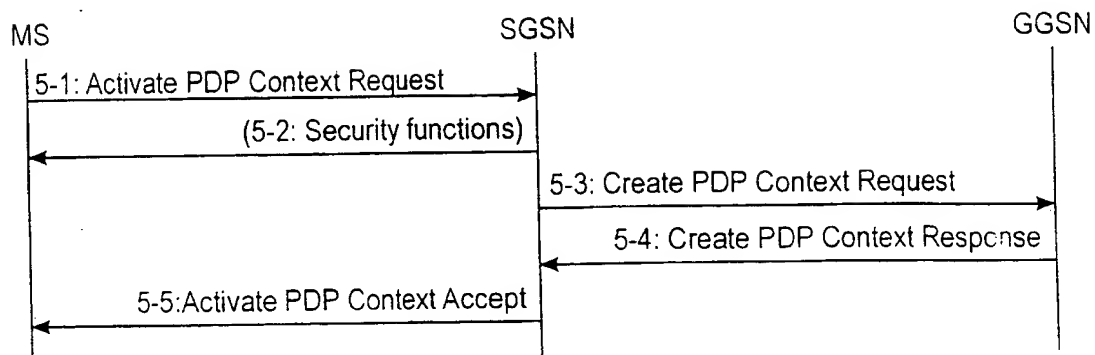 MS SGSN GGSN
5-1: Activate PDP Context Request
(5-2: Security functions)
5-3: Create PDP Context Request
5-4: Create PDP Context Response
5-5:Activate PDP Context Accept